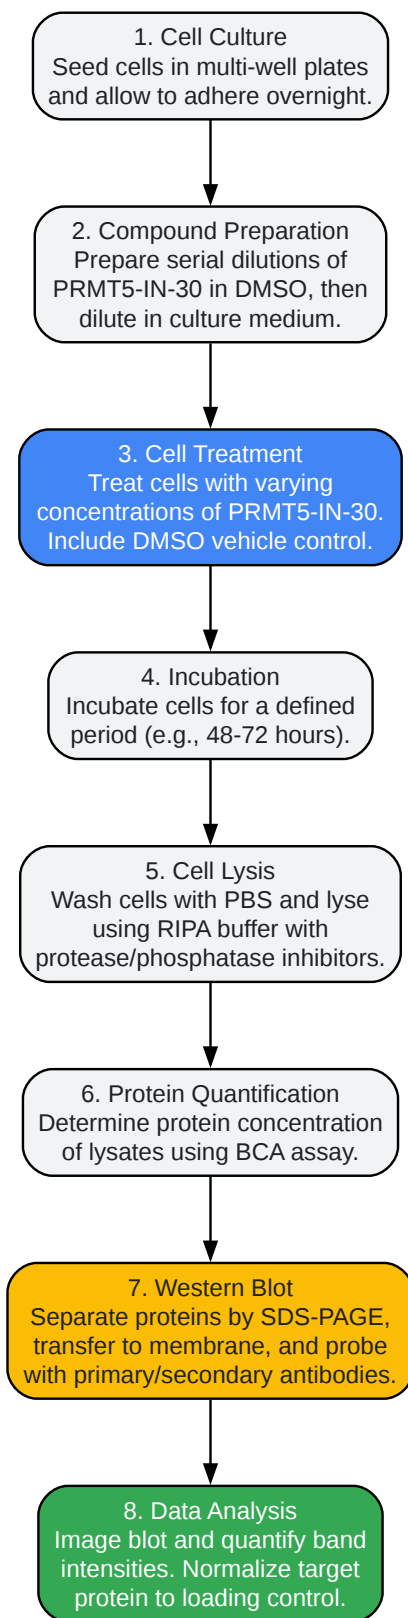 1. Cell Culture
Seed cells in multi-well plates
and allow to adhere overnight.
2. Compound Preparation
Prepare serial dilutions of
PRMT5-IN-30 in DMSO, then
dilute in culture medium.
3. Cell Treatment
Treat cells with varying
concentrations of PRMT5-IN-30.
Include DMSO vehicle control.
4. Incubation
Incubate cells for a defined
period (e.g., 48-72 hours).
5. Cell Lysis
Wash cells with PBS and lyse
using RIPA buffer with
protease/phosphatase inhibitors.
6. Protein Quantification
Determine protein concentration
of lysates using BCA assay.
7. Western Blot
Separate proteins by SDS-PAGE,
transfer to membrane, and probe
with primary/secondary antibodies.
8. Data Analysis
Image blot and quantify band
intensities. Normalize target
protein to loading control.